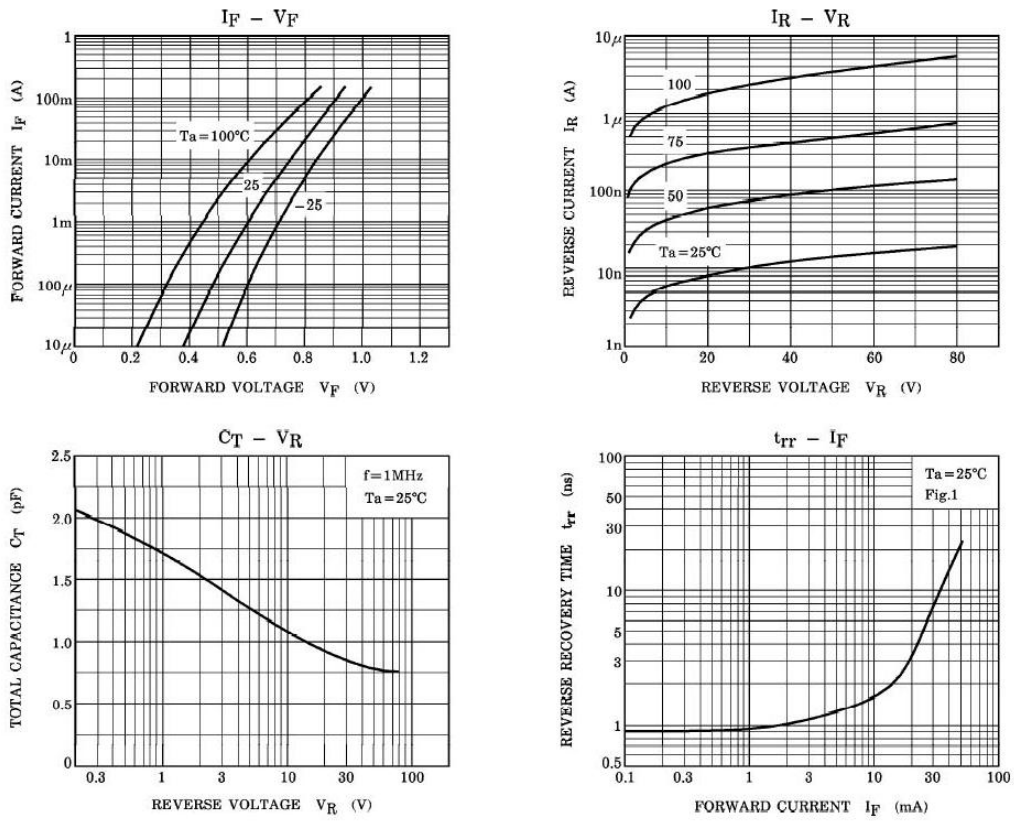 IF – VF
FORWARD CURRENT IF (A)
1
100m
10m
1m
100μ
10μ
Ta=100°C
25
−25
0
0.2
0.4
0.6
0.8
1.0
1.2
FORWARD VOLTAGE VF (V)
IR – VR
REVERSE CURRENT IR (A)
10μ
1μ
100n
10n
1n
100
75
50
Ta=25°C
0
20
40
60
80
REVERSE VOLTAGE VR (V)
CT – VR
TOTAL CAPACITANCE CT (pF)
2.5
2.0
1.5
1.0
0.5
0
f=1MHz
Ta=25°C
0.3
1
3
10
30
100
REVERSE VOLTAGE VR (V)
trr – IF
REVERSE RECOVERY TIME trr (ns)
100
50
30
10
5
3
1
0.5
Ta=25°C
Fig.1
0.1
0.3
1
3
10
30
100
FORWARD CURRENT IF (mA)